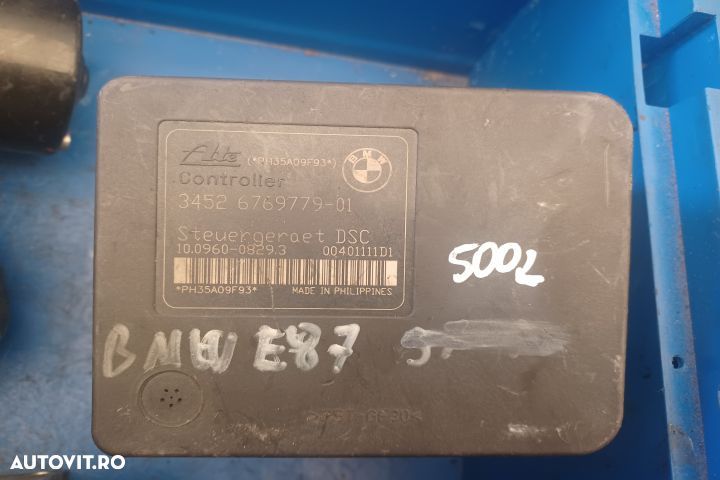 Ate (*PH35A09F93*)
BMW
Controller
3452 6769779-01
Steuergeraet DSC
10.0960-0829.3 00401111D1
*PH35A09F93* MADE IN PHILIPPINES
5002
BMW E87
AUTOVIT.RO